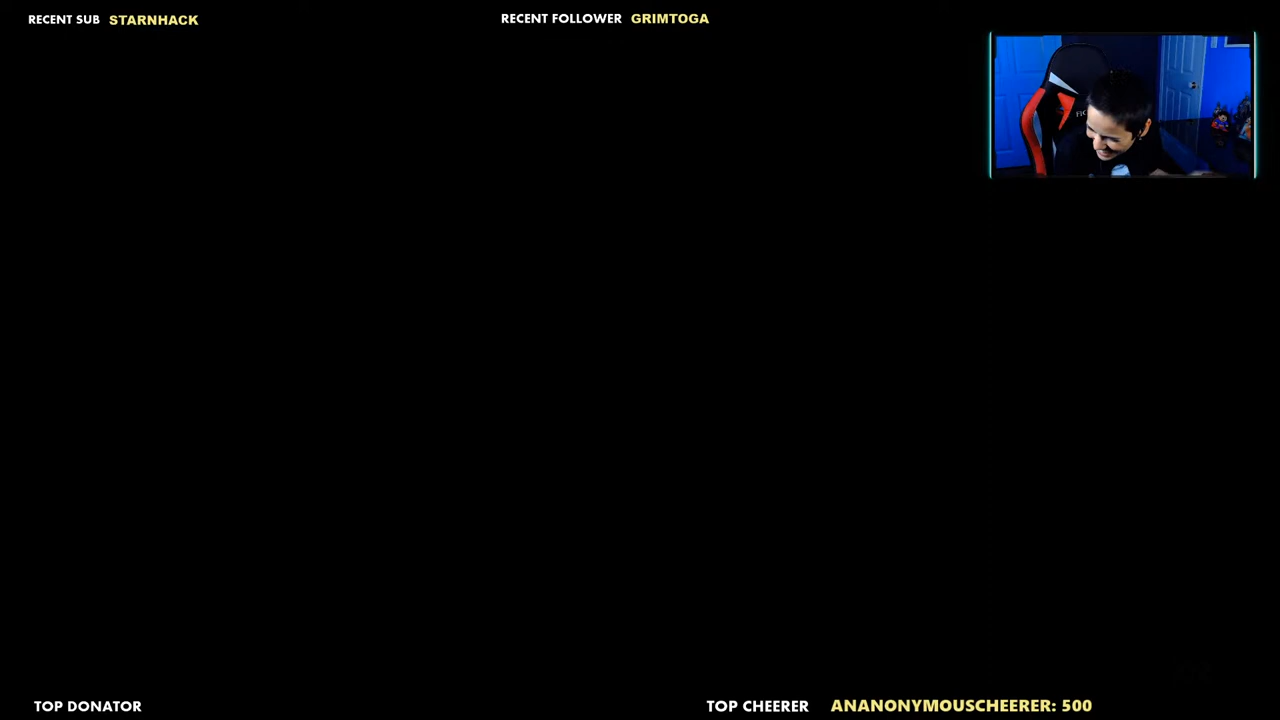 RECENT SUB STARNHACK
RECENT FOLLOWER GRIMTOGA
TOP DONATOR
TOP CHEERER ANANONYMOUSCHEERER: 500